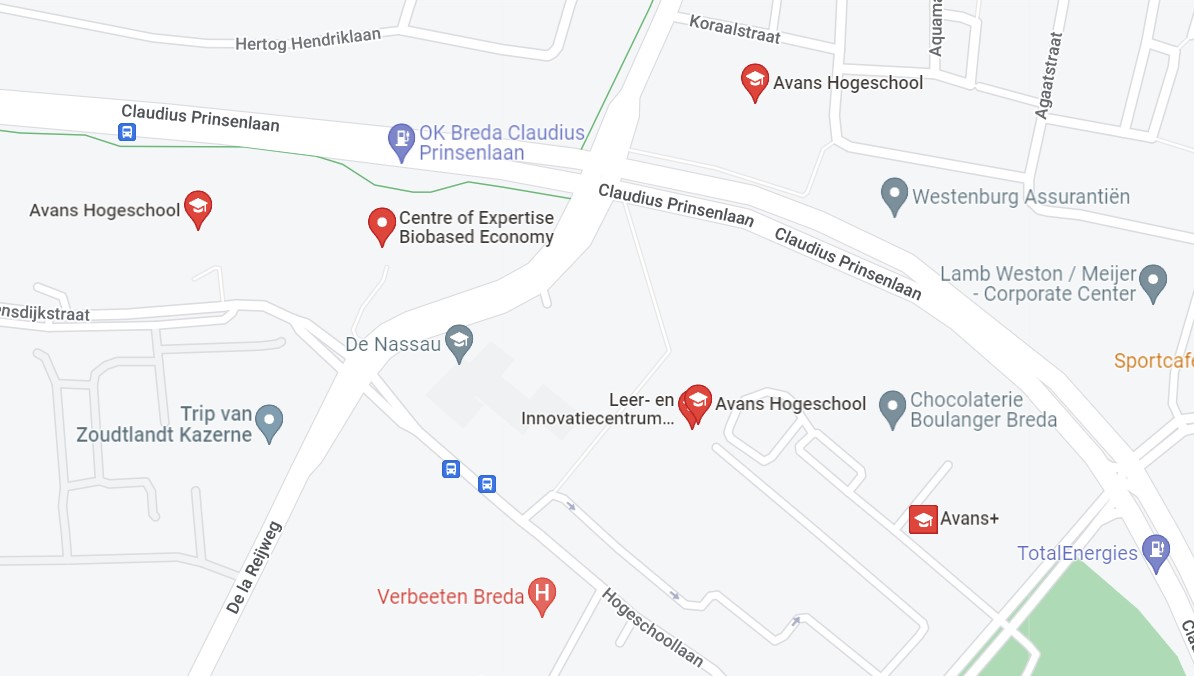 Koraalstraat
Hertog Hendriklaan
Agaatstraat
Avans Hogeschool
Claudius Prinsenlaan
OK Breda Claudius
Prinsenlaan
Claudius Prinsenlaan
Westenburg Assurantiën
Avans Hogeschool
Centre of Expertise
Biobased Economy
Claudius Prinsenlaan
Lamb Weston / Meijer
- Corporate Center
nsdijkstraat
De Nassau
Sportcafe
Leer- en
Innovatiecentrum...
Avans Hogeschool
Chocolaterie
Boulanger Breda
Trip van
Zoudtlandt Kazerne
Avans+
TotalEnergies
De la Reijweg
Verbeeten Breda
H
Hogeschoollaan